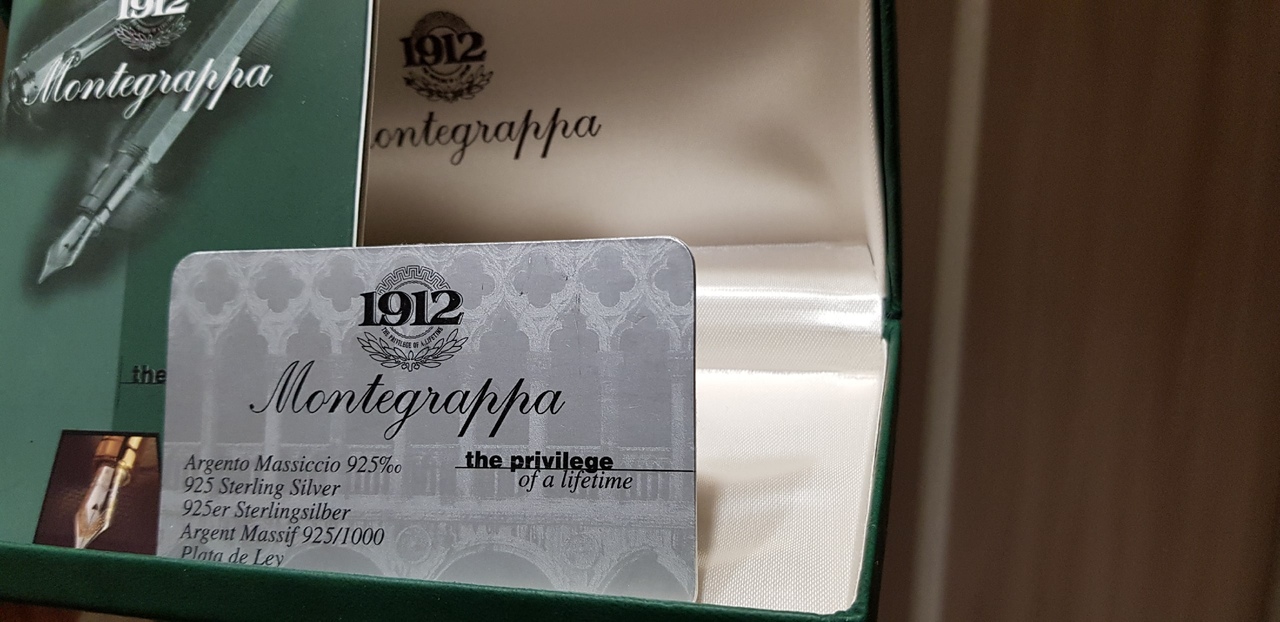 1912
Montegrappa
1912
ontegrappa
the
1912
THE PRIVILEGE OF A LIFETIME
Montegrappa
the privilege
of a lifetime
Argento Massiccio 925‰
925 Sterling Silver
925er Sterlingsilber
Argent Massif 925/1000
Plata de Ley